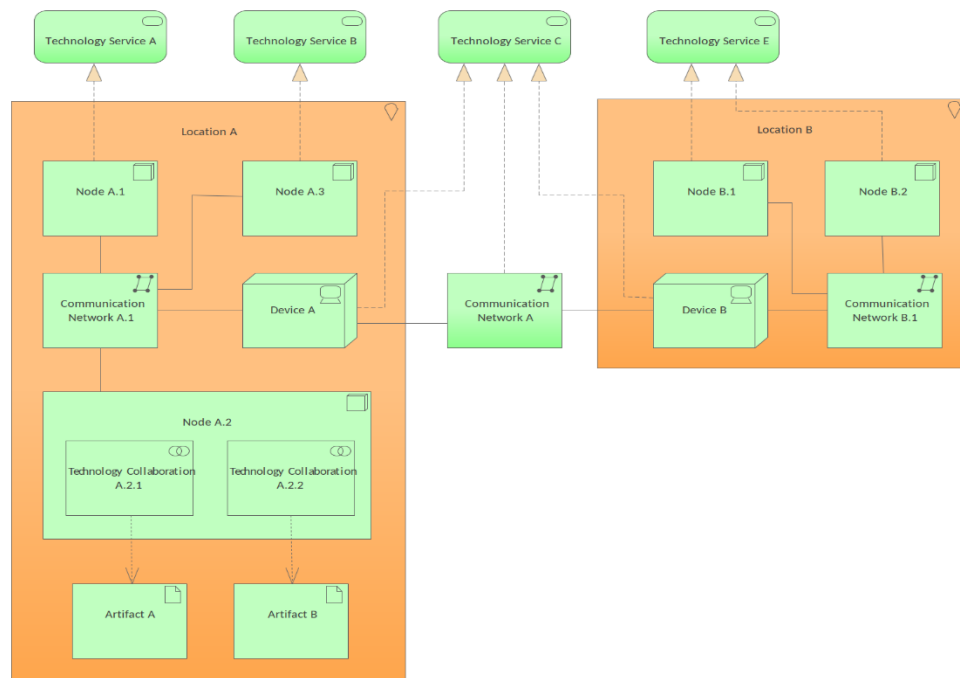 Technology Service A
Technology Service B
Technology Service C
Technology Service E
Location A
Location B
Node A.1
Node A.3
Node B.1
Node B.2
Communication
Network A.1
Device A
Communication
Network A
Device B
Communication
Network B.1
Node A.2
Technology Collaboration
A.2.1
Technology Collaboration
A.2.2
Artifact A
Artifact B